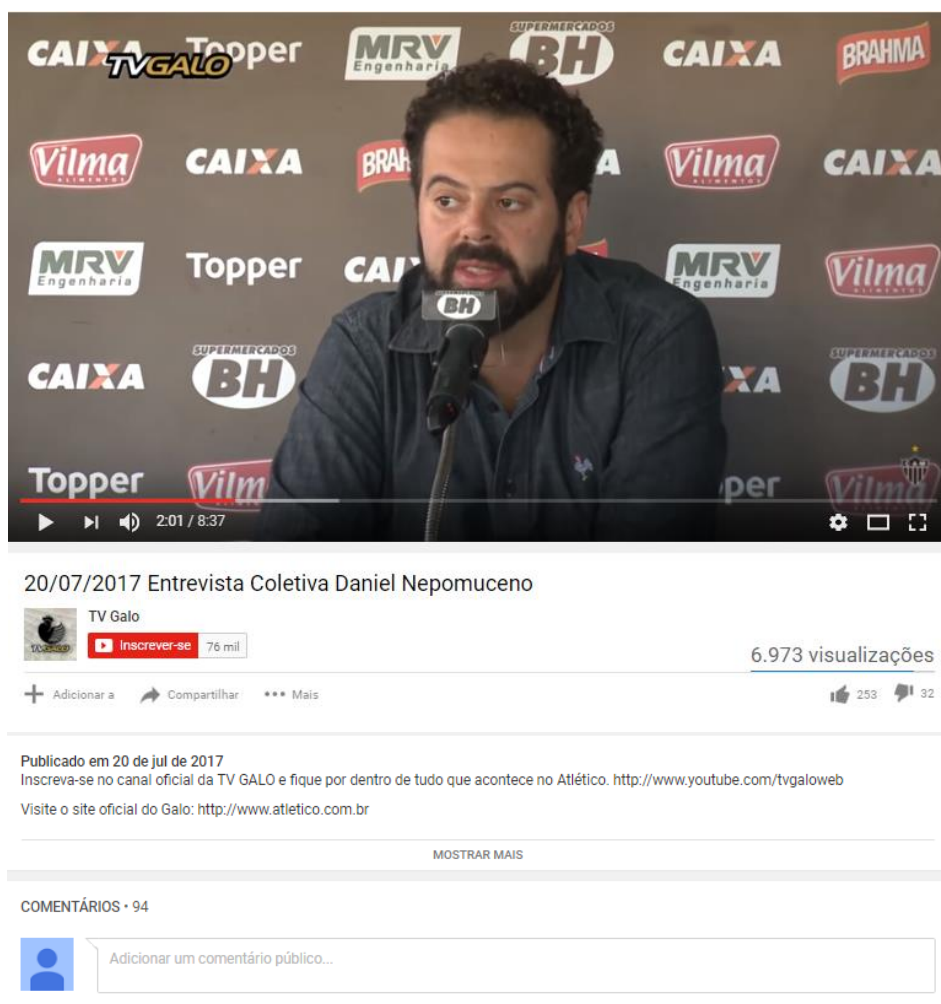 CAIXA TVGALO Topper MRV Engenharia SUPERMERCADOS BH CAIXA BRAHMA
Vilma ALIMENTOS CAIXA BRAH A Vilma ALIMENTOS CAIXA
MRV Engenharia Topper CAI MRV Engenharia Vilma
BH
CAIXA SUPERMERCADOS BH XA SUPERMERCADOS BH
Topper Vilm per Vilma
2:01 / 8:37
20/07/2017 Entrevista Coletiva Daniel Nepomuceno
TV Galo
TVGALO Inscrever-se 76 mil
6.973 visualizações
Adicionar a Compartilhar Mais 253 32
Publicado em 20 de jul de 2017
Inscreva-se no canal oficial da TV GALO e fique por dentro de tudo que acontece no Atlético. http://www.youtube.com/tvgaloweb
Visite o site oficial do Galo: http://www.atletico.com.br
MOSTRAR MAIS
COMENTÁRIOS • 94
Adicionar um comentário público...